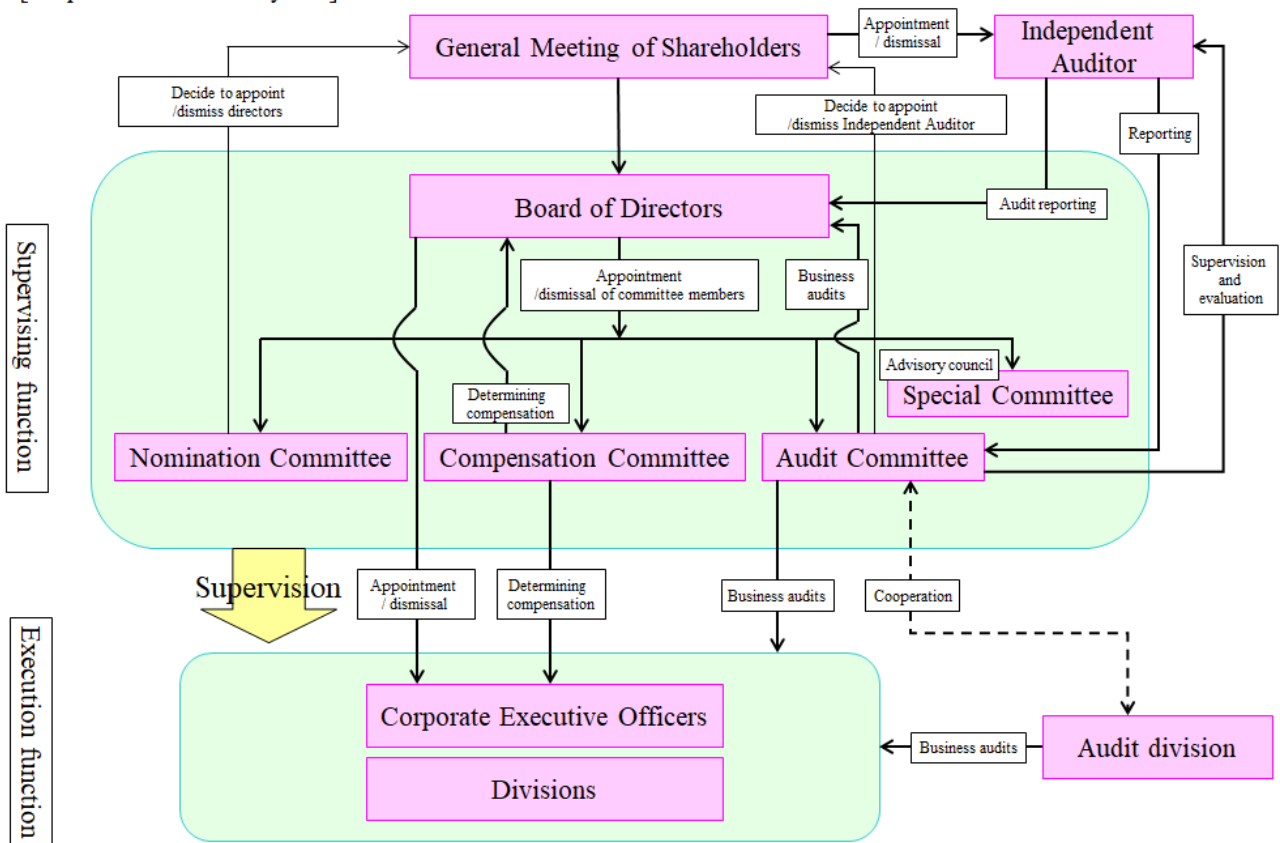 General Meeting of Shareholders
Appointment
/ dismissal
Independent
Auditor
Decide to appoint
/dismiss directors
Decide to appoint
/dismiss Independent Auditor
Reporting
Board of Directors
Audit reporting
Supervising function
Appointment
/dismissal of committee members
Business
audits
Supervision
and
evaluation
Advisory council
Special Committee
Determining
compensation
Nomination Committee
Compensation Committee
Audit Committee
Supervision
Appointment
/ dismissal
Determining
compensation
Business audits
Cooperation
Execution function
Corporate Executive Officers
Business audits
Audit division
Divisions